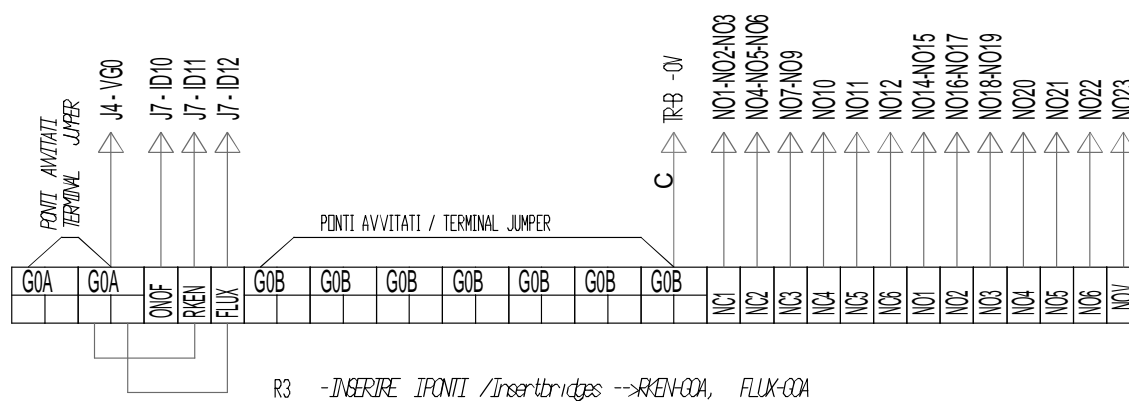 PONTI AVVITATI
TERMINAL JUMPER
J4 - VG0
J7 - ID10
J7 - ID11
J7 - ID12
TR-B - 0V
C
NO1-NO2-NO3
NO4-NO5-NO6
NO7-NO9
NO10
NO11
NO12
NO14-NO15
NO16-NO17
NO18-NO19
NO20
NO21
NO22
NO23
PONTI AVVITATI / TERMINAL JUMPER
G0A
G0A
ONOF
RKEN
FLUX
G0B
G0B
G0B
G0B
G0B
G0B
G0B
NC1
NC2
NC3
NC4
NC5
NC6
NO1
NO2
NO3
NO4
NO5
NO6
NOV
R3 -INSERIRE IPONTI /Insertbridges -->RKEN-G0A, FLUX-G0A